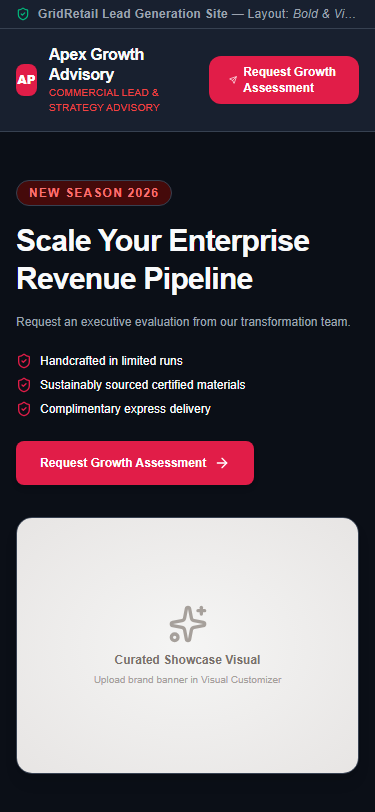 GridRetail Lead Generation Site — Layout: Bold & Vi...
AP
Apex Growth
Advisory
COMMERCIAL LEAD &
STRATEGY ADVISORY
Request Growth
Assessment
NEW SEASON 2026
Scale Your Enterprise
Revenue Pipeline
Request an executive evaluation from our transformation team.
Handcrafted in limited runs
Sustainably sourced certified materials
Complimentary express delivery
Request Growth Assessment
Curated Showcase Visual
Upload brand banner in Visual Customizer